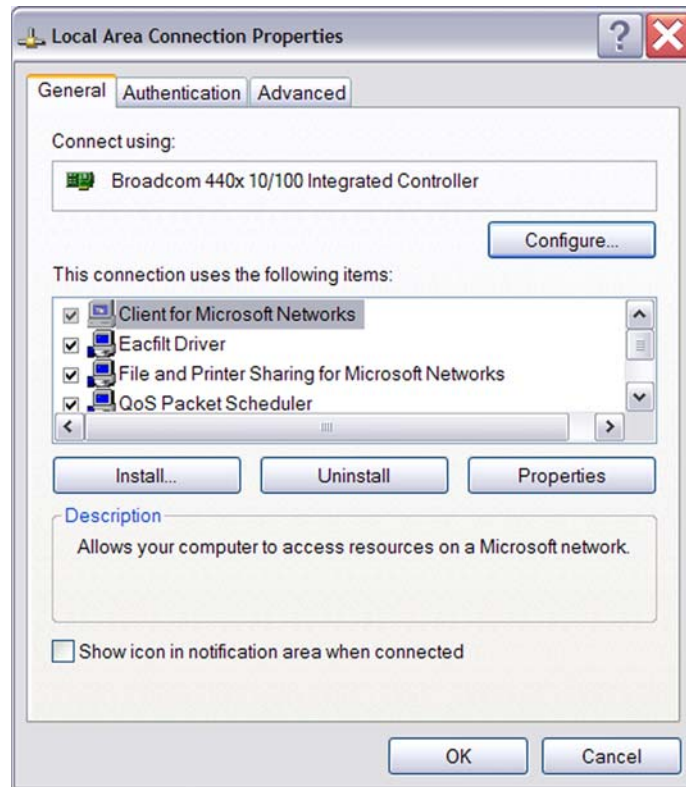 Local Area Connection Properties
General
Authentication
Advanced
Connect using:
Broadcom 440x 10/100 Integrated Controller
Configure...
This connection uses the following items:
Client for Microsoft Networks
Eacfilt Driver
File and Printer Sharing for Microsoft Networks
QoS Packet Scheduler
Install...
Uninstall
Properties
Description
Allows your computer to access resources on a Microsoft network.
Show icon in notification area when connected
OK
Cancel